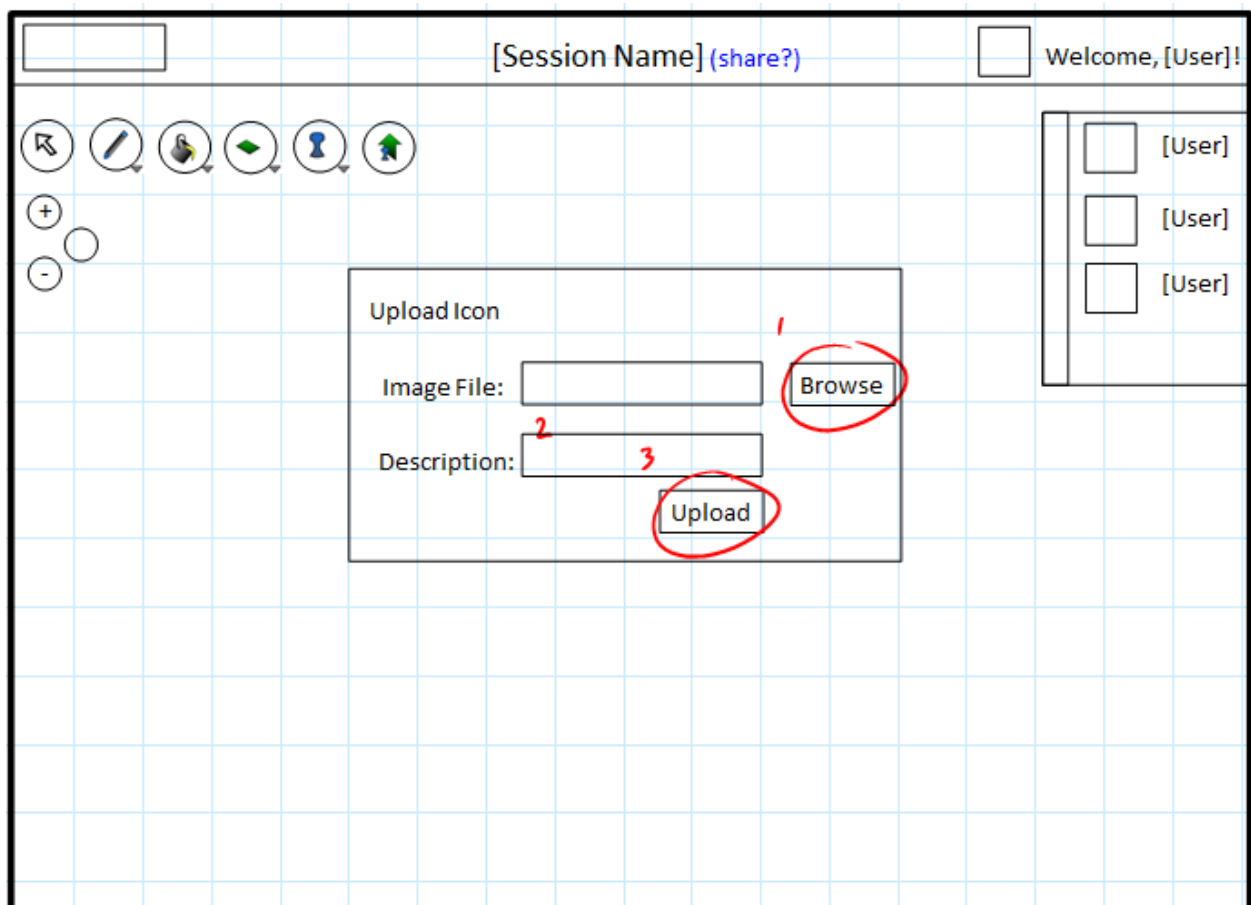 [Session Name] (share?)
Welcome, [User]!
[User]
+
[User]
-
[User]
Upload Icon
1
Image File:
Browse
2
Description:
3
Upload